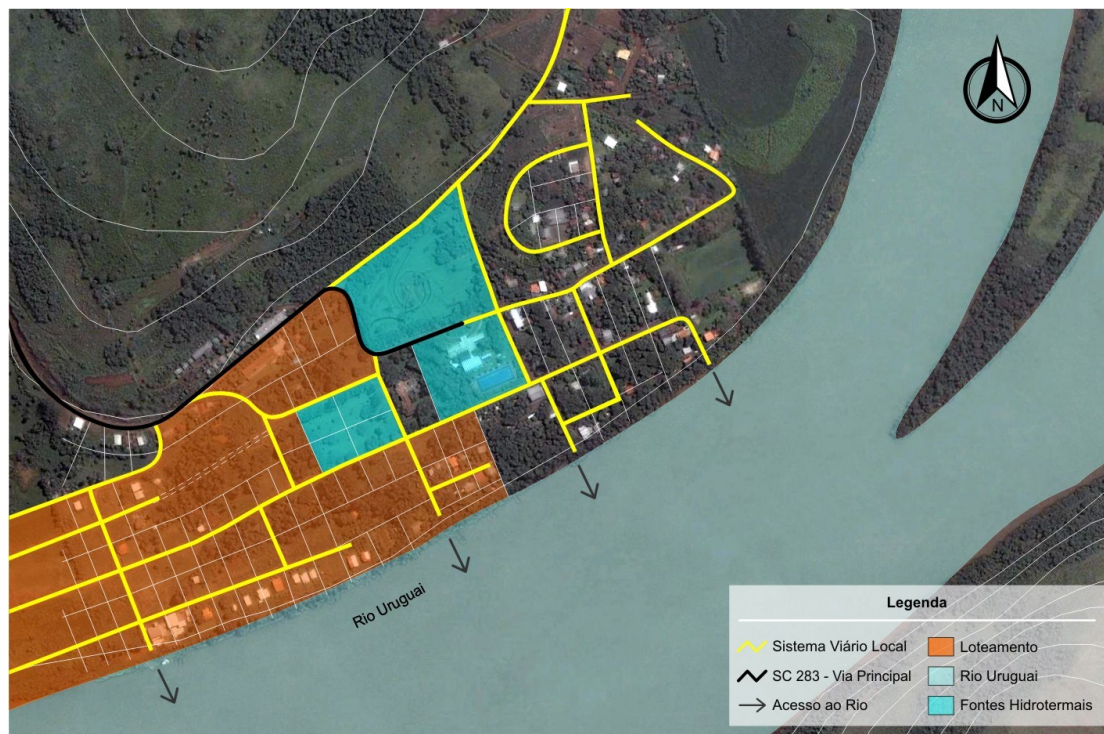 N
Rio Uruguai
Legenda
Sistema Viário Local
SC 283 - Via Principal
Acesso ao Rio
Loteamento
Rio Uruguai
Fontes Hidrotermais